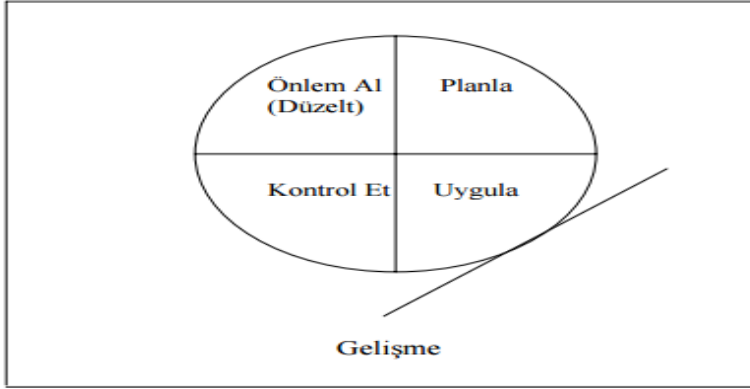 Önlem Al
(Düzelt)
Planla
Kontrol Et
Uygula
Gelişme